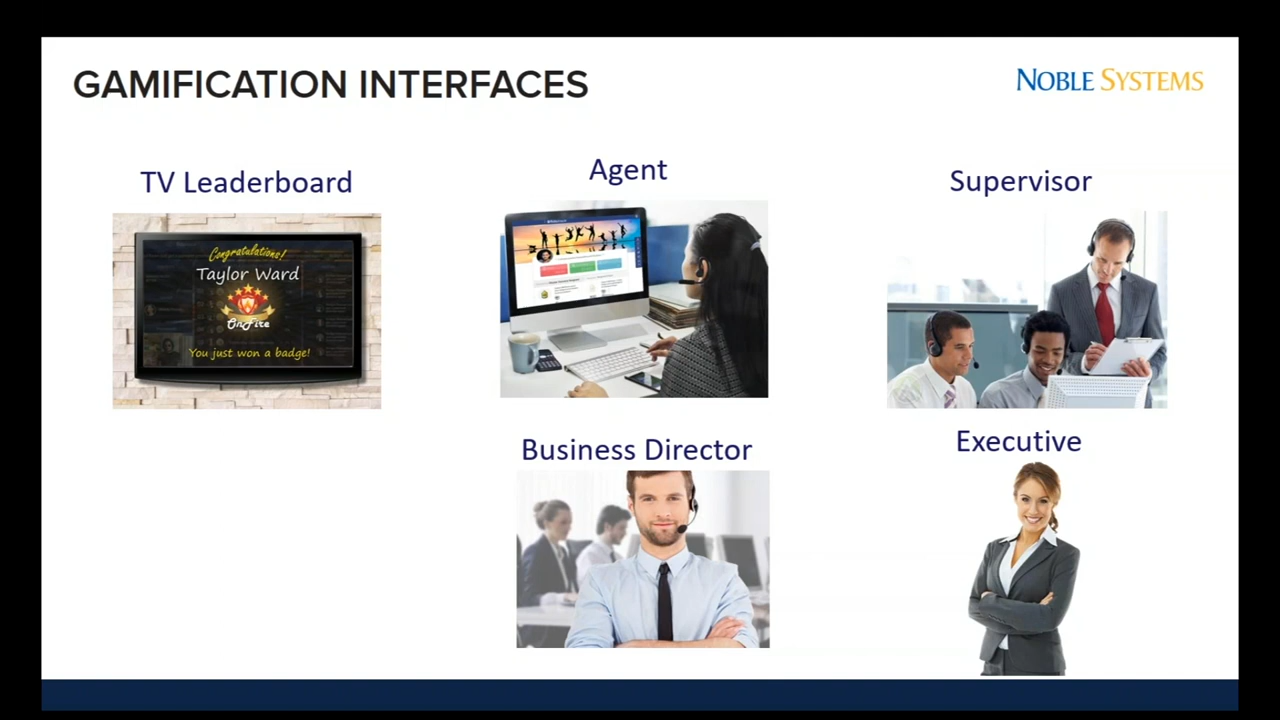 GAMIFICATION INTERFACES
NOBLE SYSTEMS
TV Leaderboard
Agent
Supervisor
Congratulations!
Taylor Ward
OnFire
You just won a badge!
Business Director
Executive